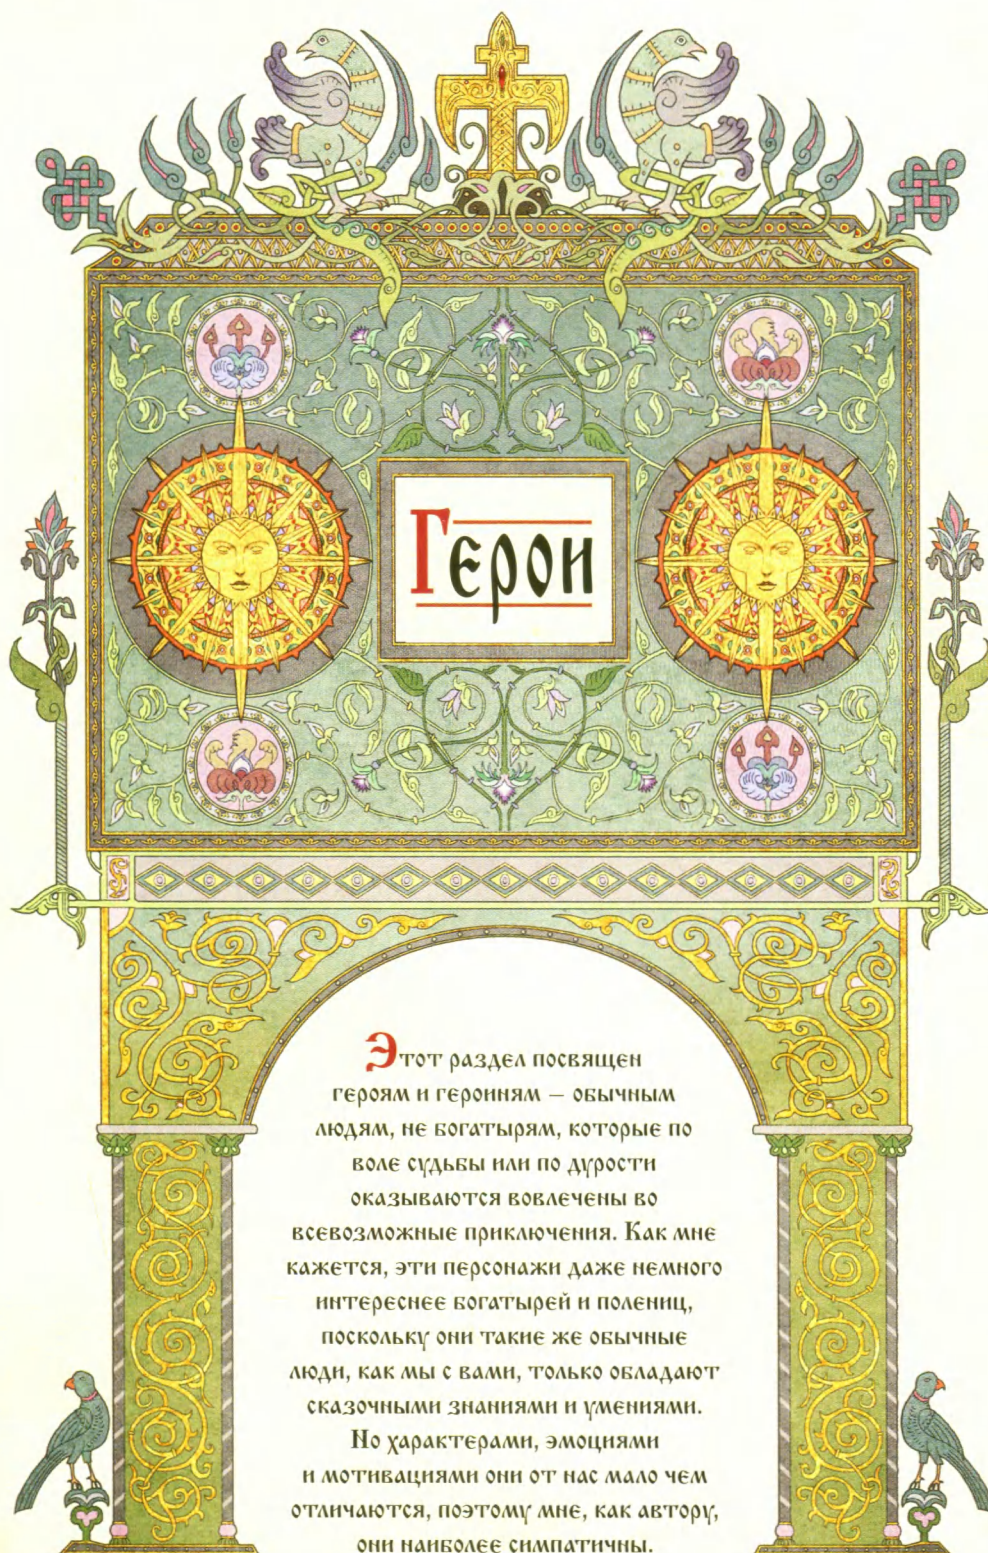 Герои
Этот раздел посвящен
героям и героиням – обычным
людям, не богатырям, которые по
воле судьбы или по дурости
оказываются вовлечены во
всевозможные приключения. Как мне
кажется, эти персонажи даже немного
интереснее богатырей и полениц,
поскольку они такие же обычные
люди, как мы с вами, только обладают
сказочными знаниями и умениями.
Но характерами, эмоциями
и мотивациями они от нас мало чем
отличаются, поэтому мне, как автору,
они наиболее симпатичны.